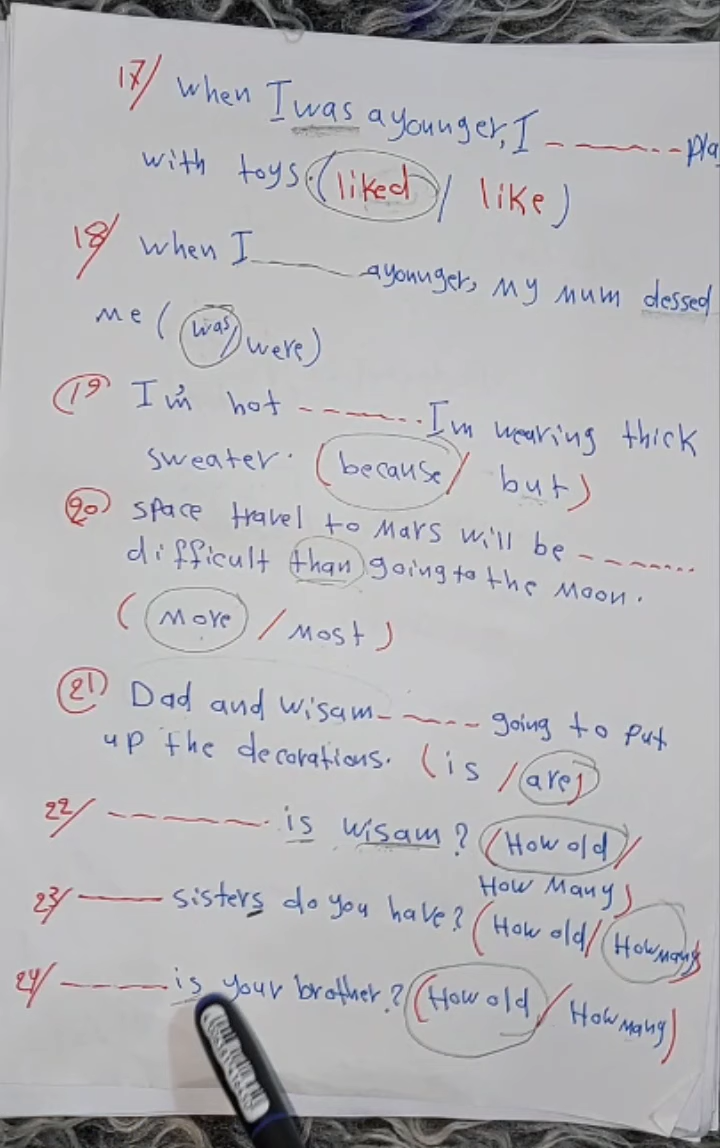 17/ when I was a younger, I ------- pla
with toys. (liked / like)
18/ when I ____ a younger, my mum dessed
me (was/ were)
19 I'm hot ------- Im wearing thick
sweater. (because/ but)
20 space travel to Mars will be -------
difficult than going to the Moon.
(More / Most)
21 Dad and wisam ------ going to put
up the decorations. (is / are)
22/ --------- is wisam? (How old/
How Many)
23/ ---- sisters do you have? (How old/ How many)
24/ ------ is your brother? (How old / How many)